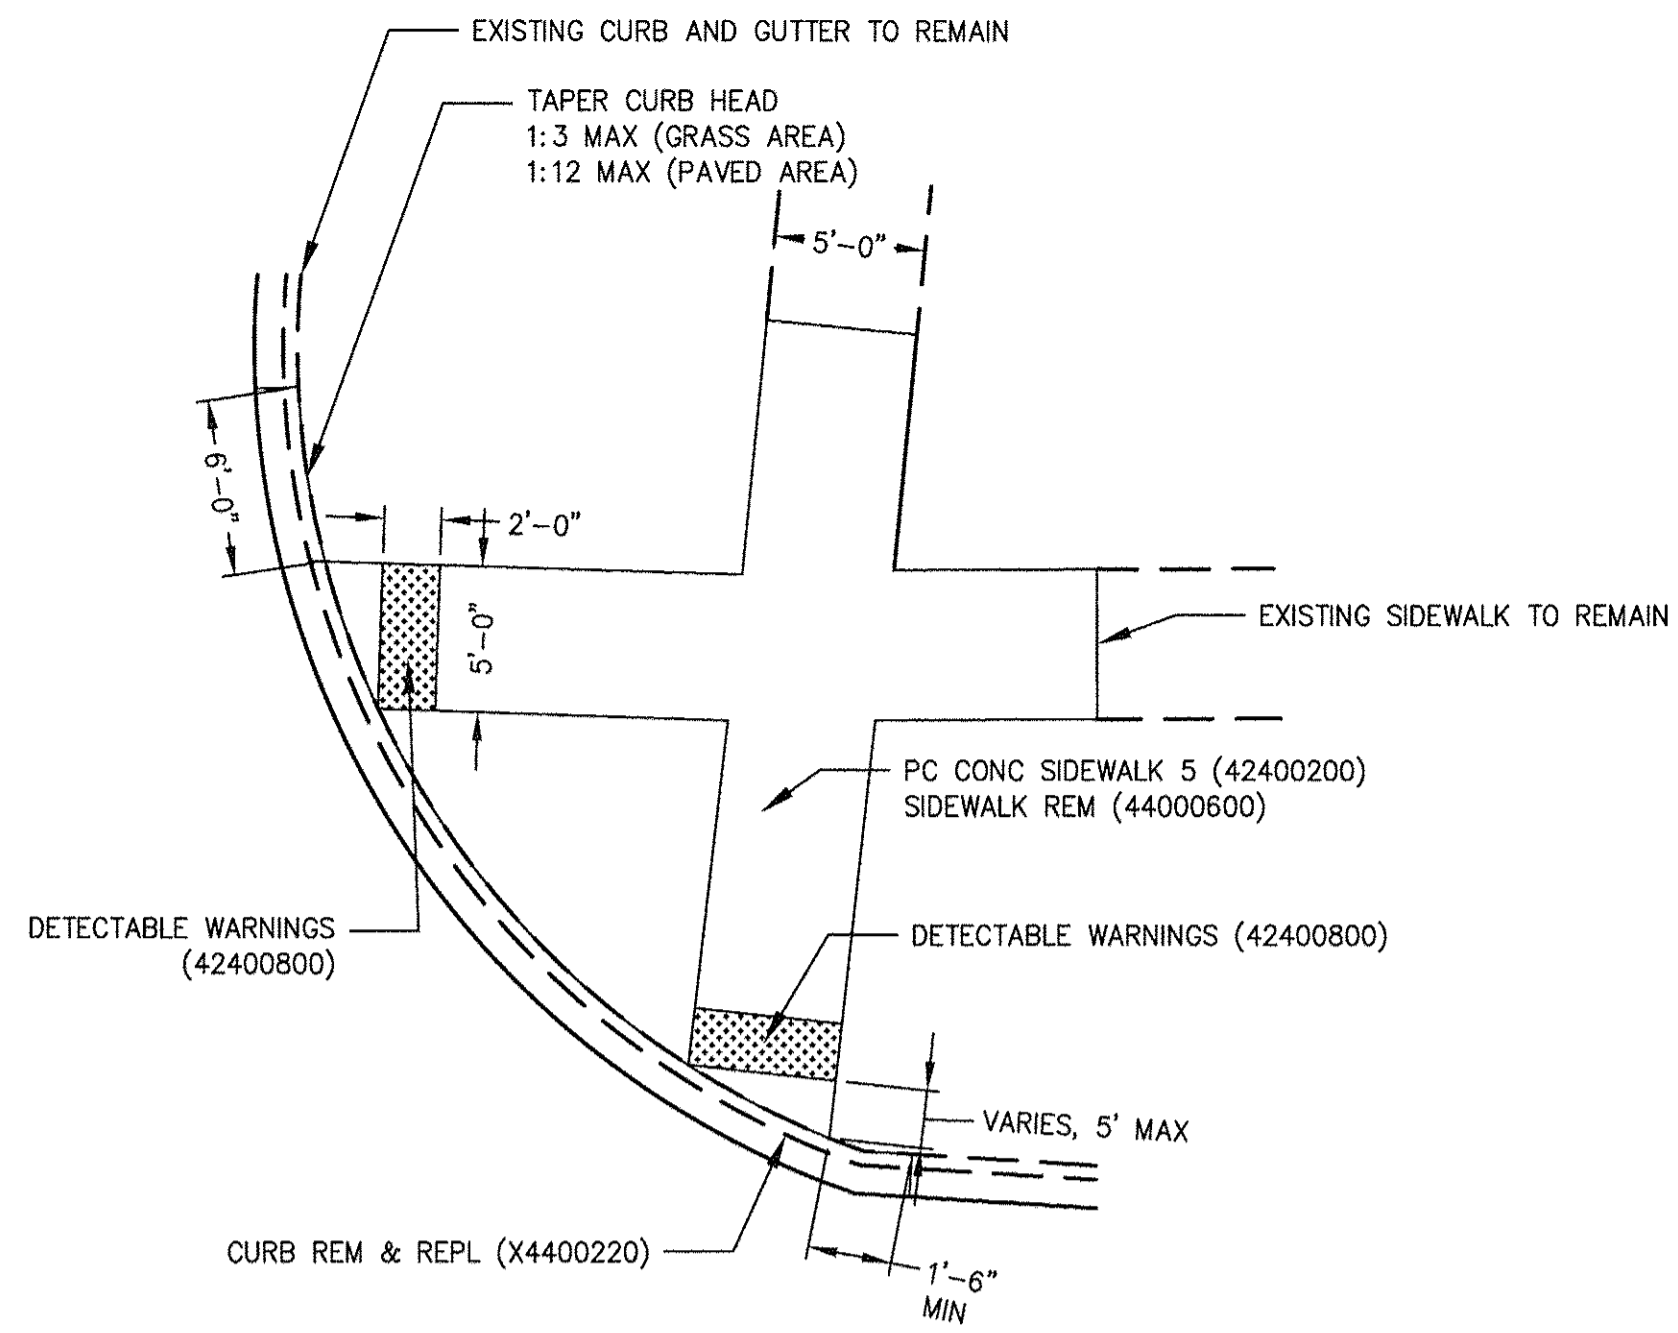 EXISTING CURB AND GUTTER TO REMAIN
TAPER CURB HEAD
1:3 MAX (GRASS AREA)
1:12 MAX (PAVED AREA)
5'-0"
6'-0"
2'-0"
5'-0"
EXISTING SIDEWALK TO REMAIN
PC CONC SIDEWALK 5 (42400200)
SIDEWALK REM (44000600)
DETECTABLE WARNINGS
(42400800)
DETECTABLE WARNINGS (42400800)
VARIES, 5' MAX
CURB REM & REPL (X4400220)
1'-6"
MIN